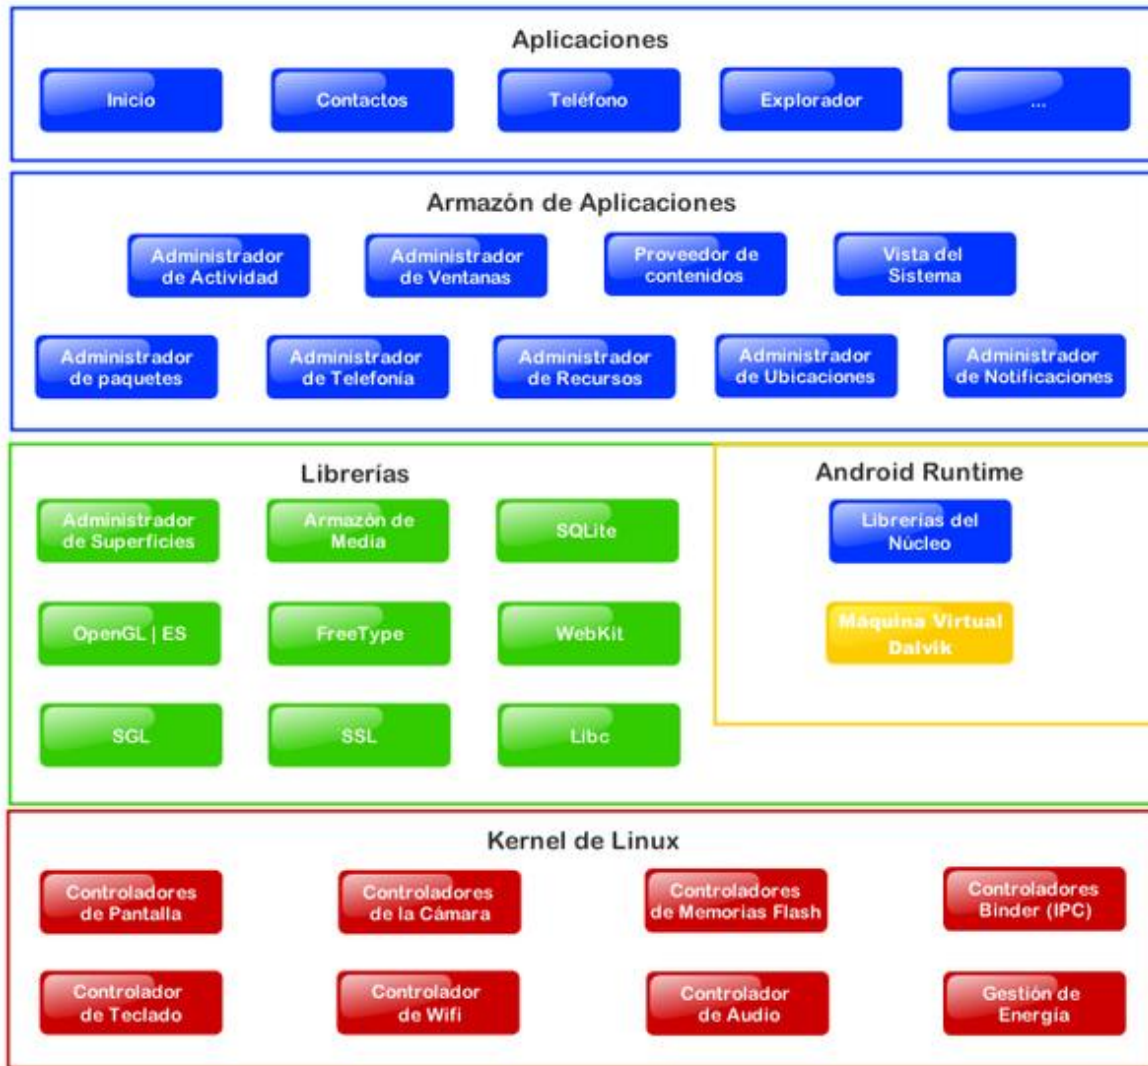 Aplicaciones
Inicio
Contactos
Teléfono
Explorador
...
Armazón de Aplicaciones
Administrador
de Actividad
Administrador
de Ventanas
Proveedor de
contenidos
Vista del
Sistema
Administrador
de paquetes
Administrador
de Telefonía
Administrador
de Recursos
Administrador
de Ubicaciones
Administrador
de Notificaciones
Librerías
Administrador
de Superficies
Armazón de
Media
SQLite
OpenGL | ES
FreeType
WebKit
SGL
SSL
Libc
Android Runtime
Librerías del
Núcleo
Máquina Virtual
Dalvik
Kernel de Linux
Controladores
de Pantalla
Controladores
de la Cámara
Controladores
de Memorias Flash
Controladores
Binder (IPC)
Controlador
de Teclado
Controlador
de Wifi
Controlador
de Audio
Gestión de
Energía